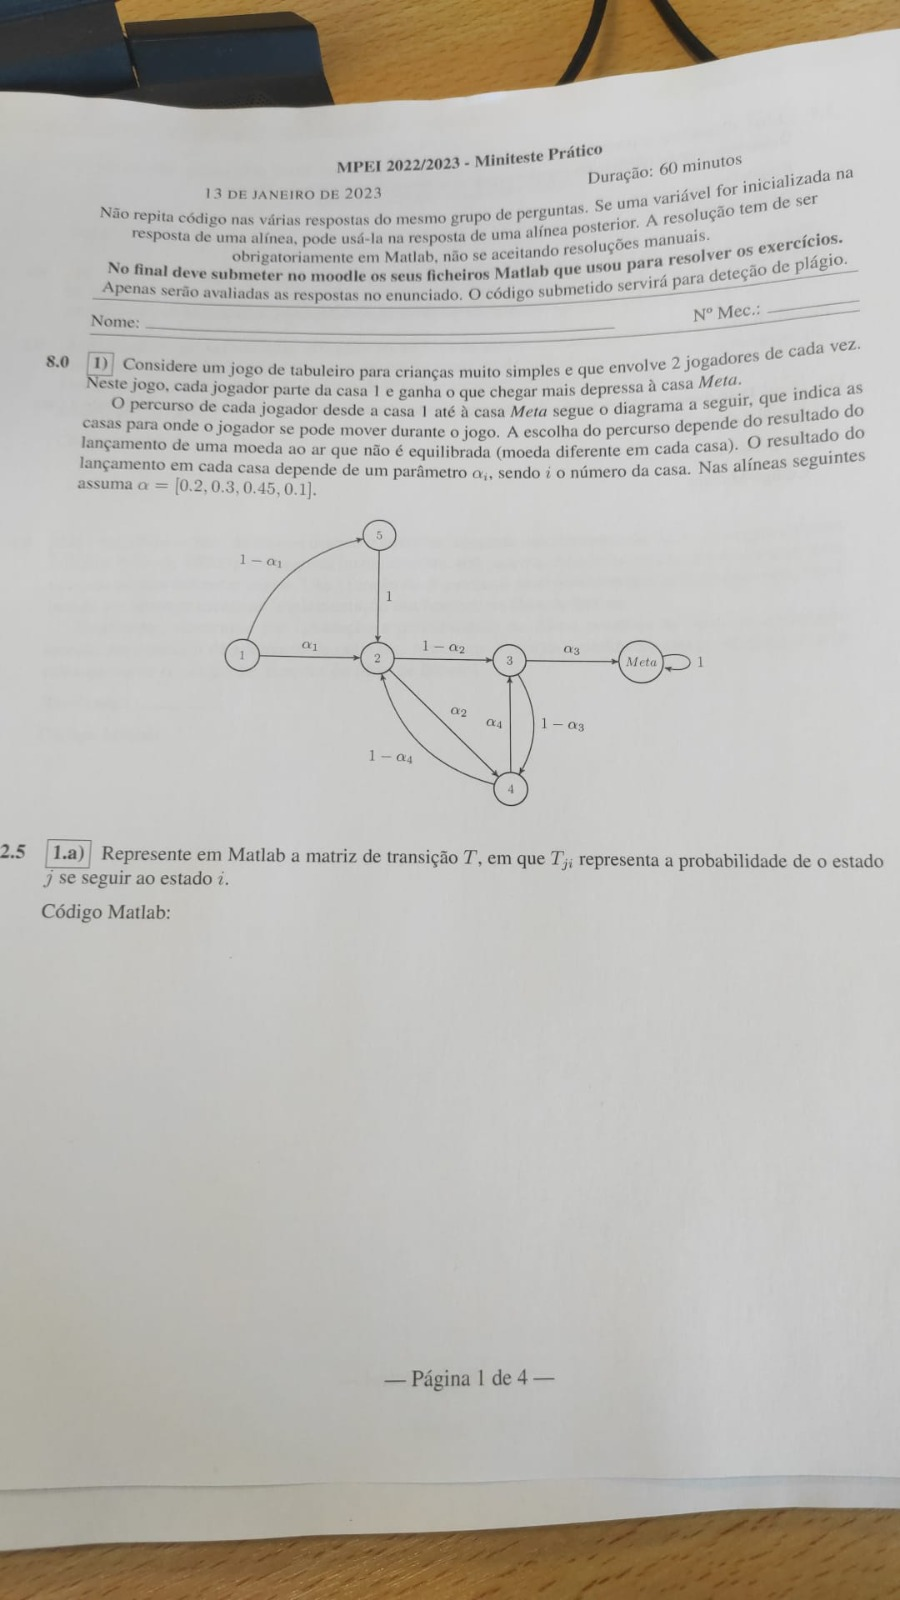 MPEI 2022/2023 - Miniteste Prático
13 DE JANEIRO DE 2023
Duração: 60 minutos
Não repita código nas várias respostas do mesmo grupo de perguntas. Se uma variável for inicializada na
resposta de uma alínea, pode usá-la na resposta de uma alínea posterior. A resolução tem de ser
obrigatoriamente em Matlab, não se aceitando resoluções manuais.
No final deve submeter no moodle os seus ficheiros Matlab que usou para resolver os exercícios.
Apenas serão avaliadas as respostas no enunciado. O código submetido servirá para deteção de plágio.
Nome:
Nº Mec.:
8.0 1) Considere um jogo de tabuleiro para crianças muito simples e que envolve 2 jogadores de cada vez.
Neste jogo, cada jogador parte da casa 1 e ganha o que chegar mais depressa à casa Meta.
O percurso de cada jogador desde a casa 1 até à casa Meta segue o diagrama a seguir, que indica as
casas para onde o jogador se pode mover durante o jogo. A escolha do percurso depende do resultado do
lançamento de uma moeda ao ar que não é equilibrada (moeda diferente em cada casa). O resultado do
lançamento em cada casa depende de um parâmetro αi, sendo i o número da casa. Nas alíneas seguintes
assuma α = [0.2, 0.3, 0.45, 0.1].
5
1 − α1
1
1
α1
2
1 − α2
3
α3
Meta
1
α2
α4
1 − α3
1 − α4
4
2.5 1.a) Represente em Matlab a matriz de transição T, em que Tji representa a probabilidade de o estado
j se seguir ao estado i.
Código Matlab:
— Página 1 de 4 —